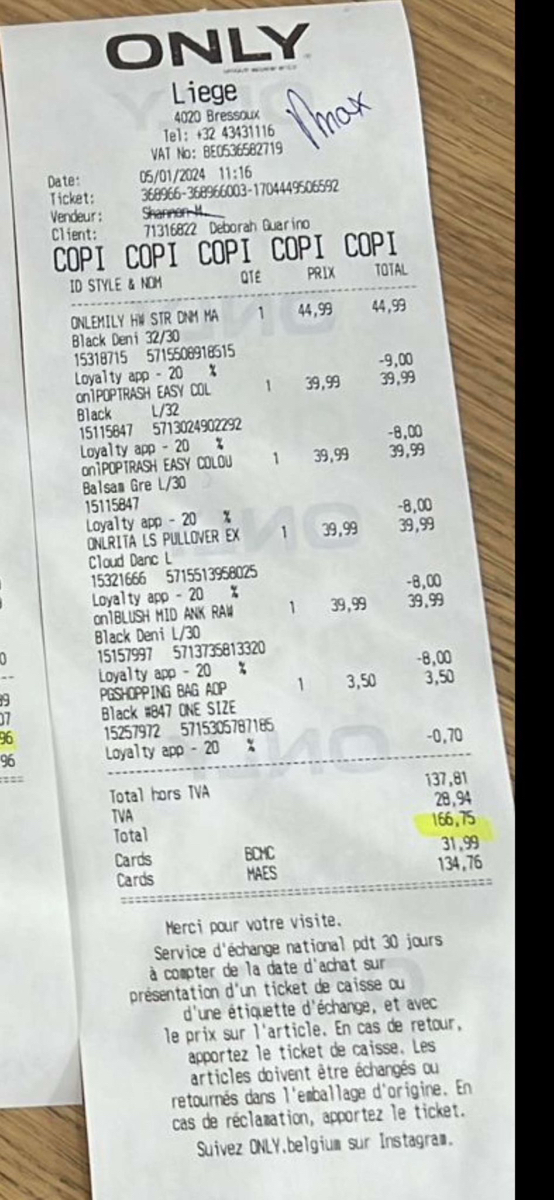 ONLY
Liege
4020 Bressoux
Tel: +32 43431116
VAT No: BE0536582719
Date: 05/01/2024 11:16
Ticket: 368966-368966003-1704449506592
Vendeur: Shannon M.
Client: 71316822 Deborah Guarino
COPI COPI COPI COPI COPI
ID STYLE & NOM QTE PRIX TOTAL
ONLEMILY HW STR DNM MA 1 44,99 44,99
Black Deni 32/30
15318715 5715508918515
Loyalty app - 20 % -9,00
onlPOPTRASH EASY COL 1 39,99 39,99
Black L/32
15115847 5713024902292
Loyalty app - 20 % -8,00
onlPOPTRASH EASY COLOU 1 39,99 39,99
Balsam Gre L/30
15115847
Loyalty app - 20 % -8,00
ONLRITA LS PULLOVER EX 1 39,99 39,99
Cloud Danc L
15321666 5715513958025
Loyalty app - 20 % -8,00
onlBLUSH MID ANK RAW 1 39,99 39,99
Black Deni L/30
15157997 5713735813320
Loyalty app - 20 % -8,00
PGSHOPPING BAG AOP 1 3,50 3,50
Black #847 ONE SIZE
15257972 5715305787185
Loyalty app - 20 % -0,70
Total hors TVA 137,81
TVA 28,94
Total 166,75
Cards BCMC 31,99
Cards MAES 134,76
Merci pour votre visite.
Service d'échange national pdt 30 jours
à compter de la date d'achat sur
présentation d'un ticket de caisse ou
d'une étiquette d'échange, et avec
le prix sur l'article. En cas de retour,
apportez le ticket de caisse. Les
articles doivent être échangés ou
retournés dans l'emballage d'origine. En
cas de réclamation, apportez le ticket.
Suivez ONLY.belgium sur Instagram.